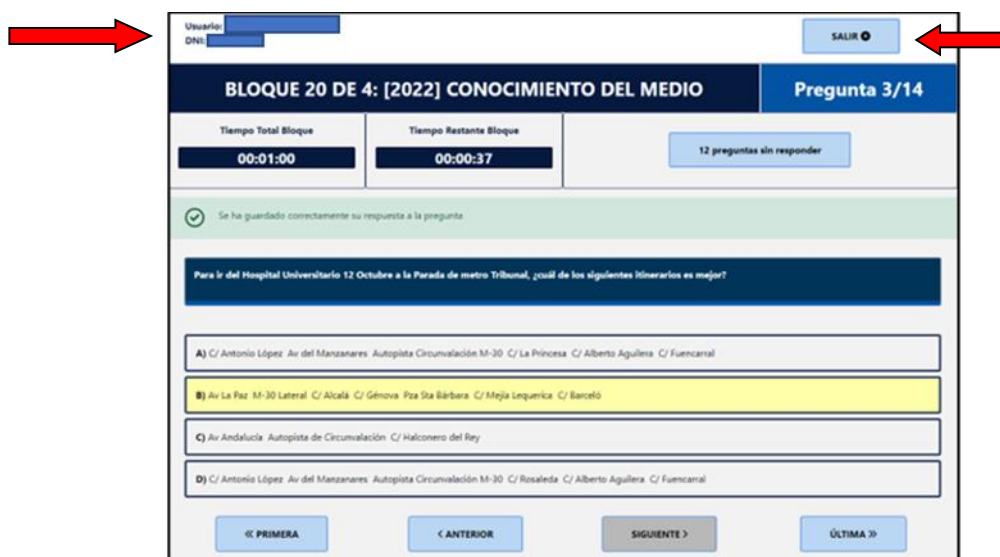 Usuario:
DNI:
SALIR
BLOQUE 20 DE 4: [2022] CONOCIMIENTO DEL MEDIO
Pregunta 3/14
Tiempo Total Bloque
Tiempo Restante Bloque
00:01:00
00:00:37
12 preguntas sin responder
Se ha guardado correctamente su respuesta a la pregunta
Para ir del Hospital Universitario 12 Octubre a la Parada de metro Tribunal, ¿cuál de los siguientes itinerarios es mejor?
A) C/ Antonio López Av del Manzanares Autopista Circunvalación M-30 C/ La Princesa C/ Alberto Aguilera C/ Fuencarral
B) Av La Paz M-30 Lateral C/ Alcalá C/ Génova Pza Sta Bárbara C/ Mejía Lequerica C/ Barceló
C) Av Andalucía Autopista de Circunvalación C/ Halconero del Rey
D) C/ Antonio López Av del Manzanares Autopista Circunvalación M-30 C/ Rosaleda C/ Alberto Aguilera C/ Fuencarral
« PRIMERA
< ANTERIOR
SIGUIENTE >
ÚLTIMA »